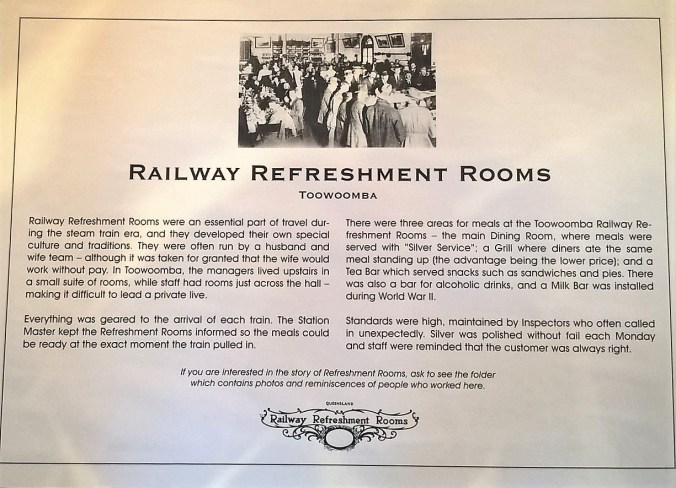 RAILWAY REFRESHMENT ROOMS
TOOWOOMBA
Railway Refreshment Rooms were an essential part of travel dur-
ing the steam train era, and they developed their own special
culture and traditions. They were often run by a husband and
wife team – although it was taken for granted that the wife would
work without pay. In Toowoomba, the managers lived upstairs in
a small suite of rooms, while staff had rooms just across the hall –
making it difficult to lead a private live.
Everything was geared to the arrival of each train. The Station
Master kept the Refreshment Rooms informed so the meals could
be ready at the exact moment the train pulled in.
There were three areas for meals at the Toowoomba Railway Re-
freshment Rooms – the main Dining Room, where meals were
served with "Silver Service"; a Grill where diners ate the same
meal standing up (the advantage being the lower price); and a
Tea Bar which served snacks such as sandwiches and pies. There
was also a bar for alcoholic drinks, and a Milk Bar was installed
during World War II.
Standards were high, maintained by Inspectors who often called
in unexpectedly. Silver was polished without fail each Monday
and staff were reminded that the customer was always right.
If you are interested in the story of Refreshment Rooms, ask to see the folder
which contains photos and reminiscences of people who worked here.
QUEENSLAND
Railway Refreshment Rooms